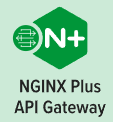 N+
NGINX Plus
API Gateway